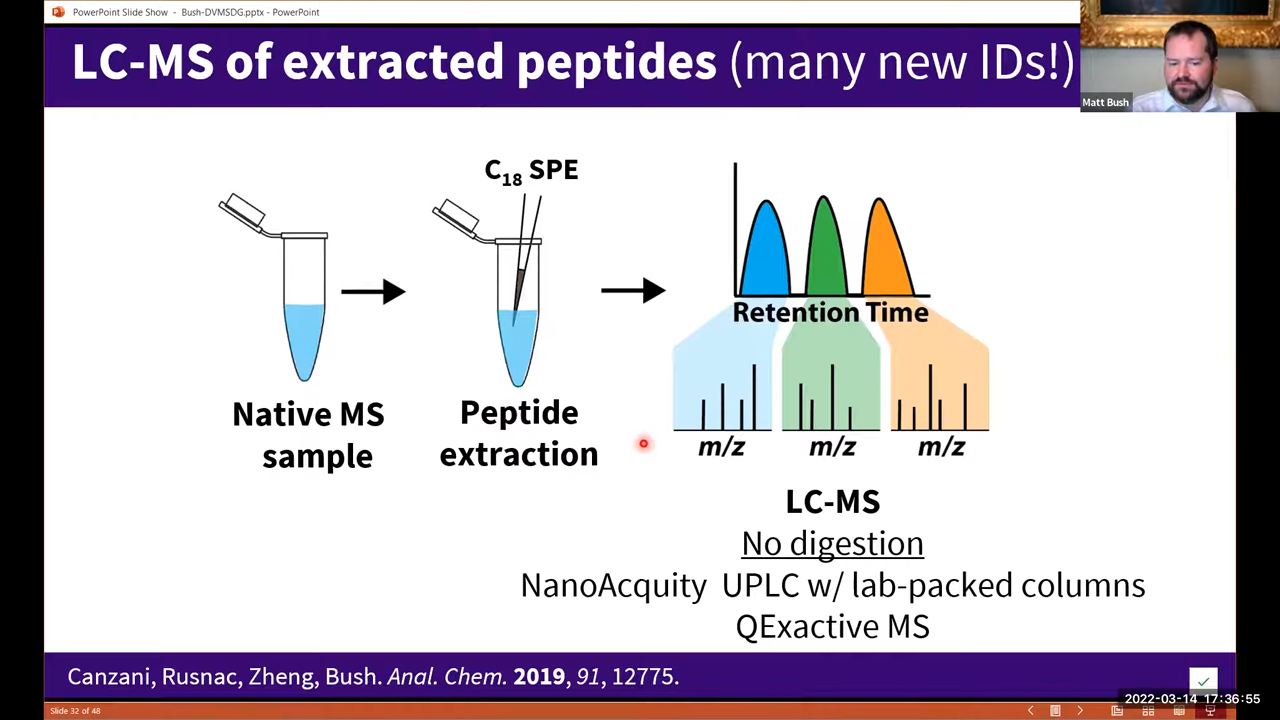 PowerPoint Slide Show - Bush-DVMSDG.pptx - PowerPoint
LC-MS of extracted peptides (many new IDs!)
Matt Bush
C18 SPE
Retention Time
m/z m/z m/z
Native MS
sample
Peptide
extraction
LC-MS
No digestion
NanoAcquity UPLC w/ lab-packed columns
QExactive MS
Canzani, Rusnac, Zheng, Bush. Anal. Chem. 2019, 91, 12775.
2022-03-14 17:36:55
Slide 32 of 48